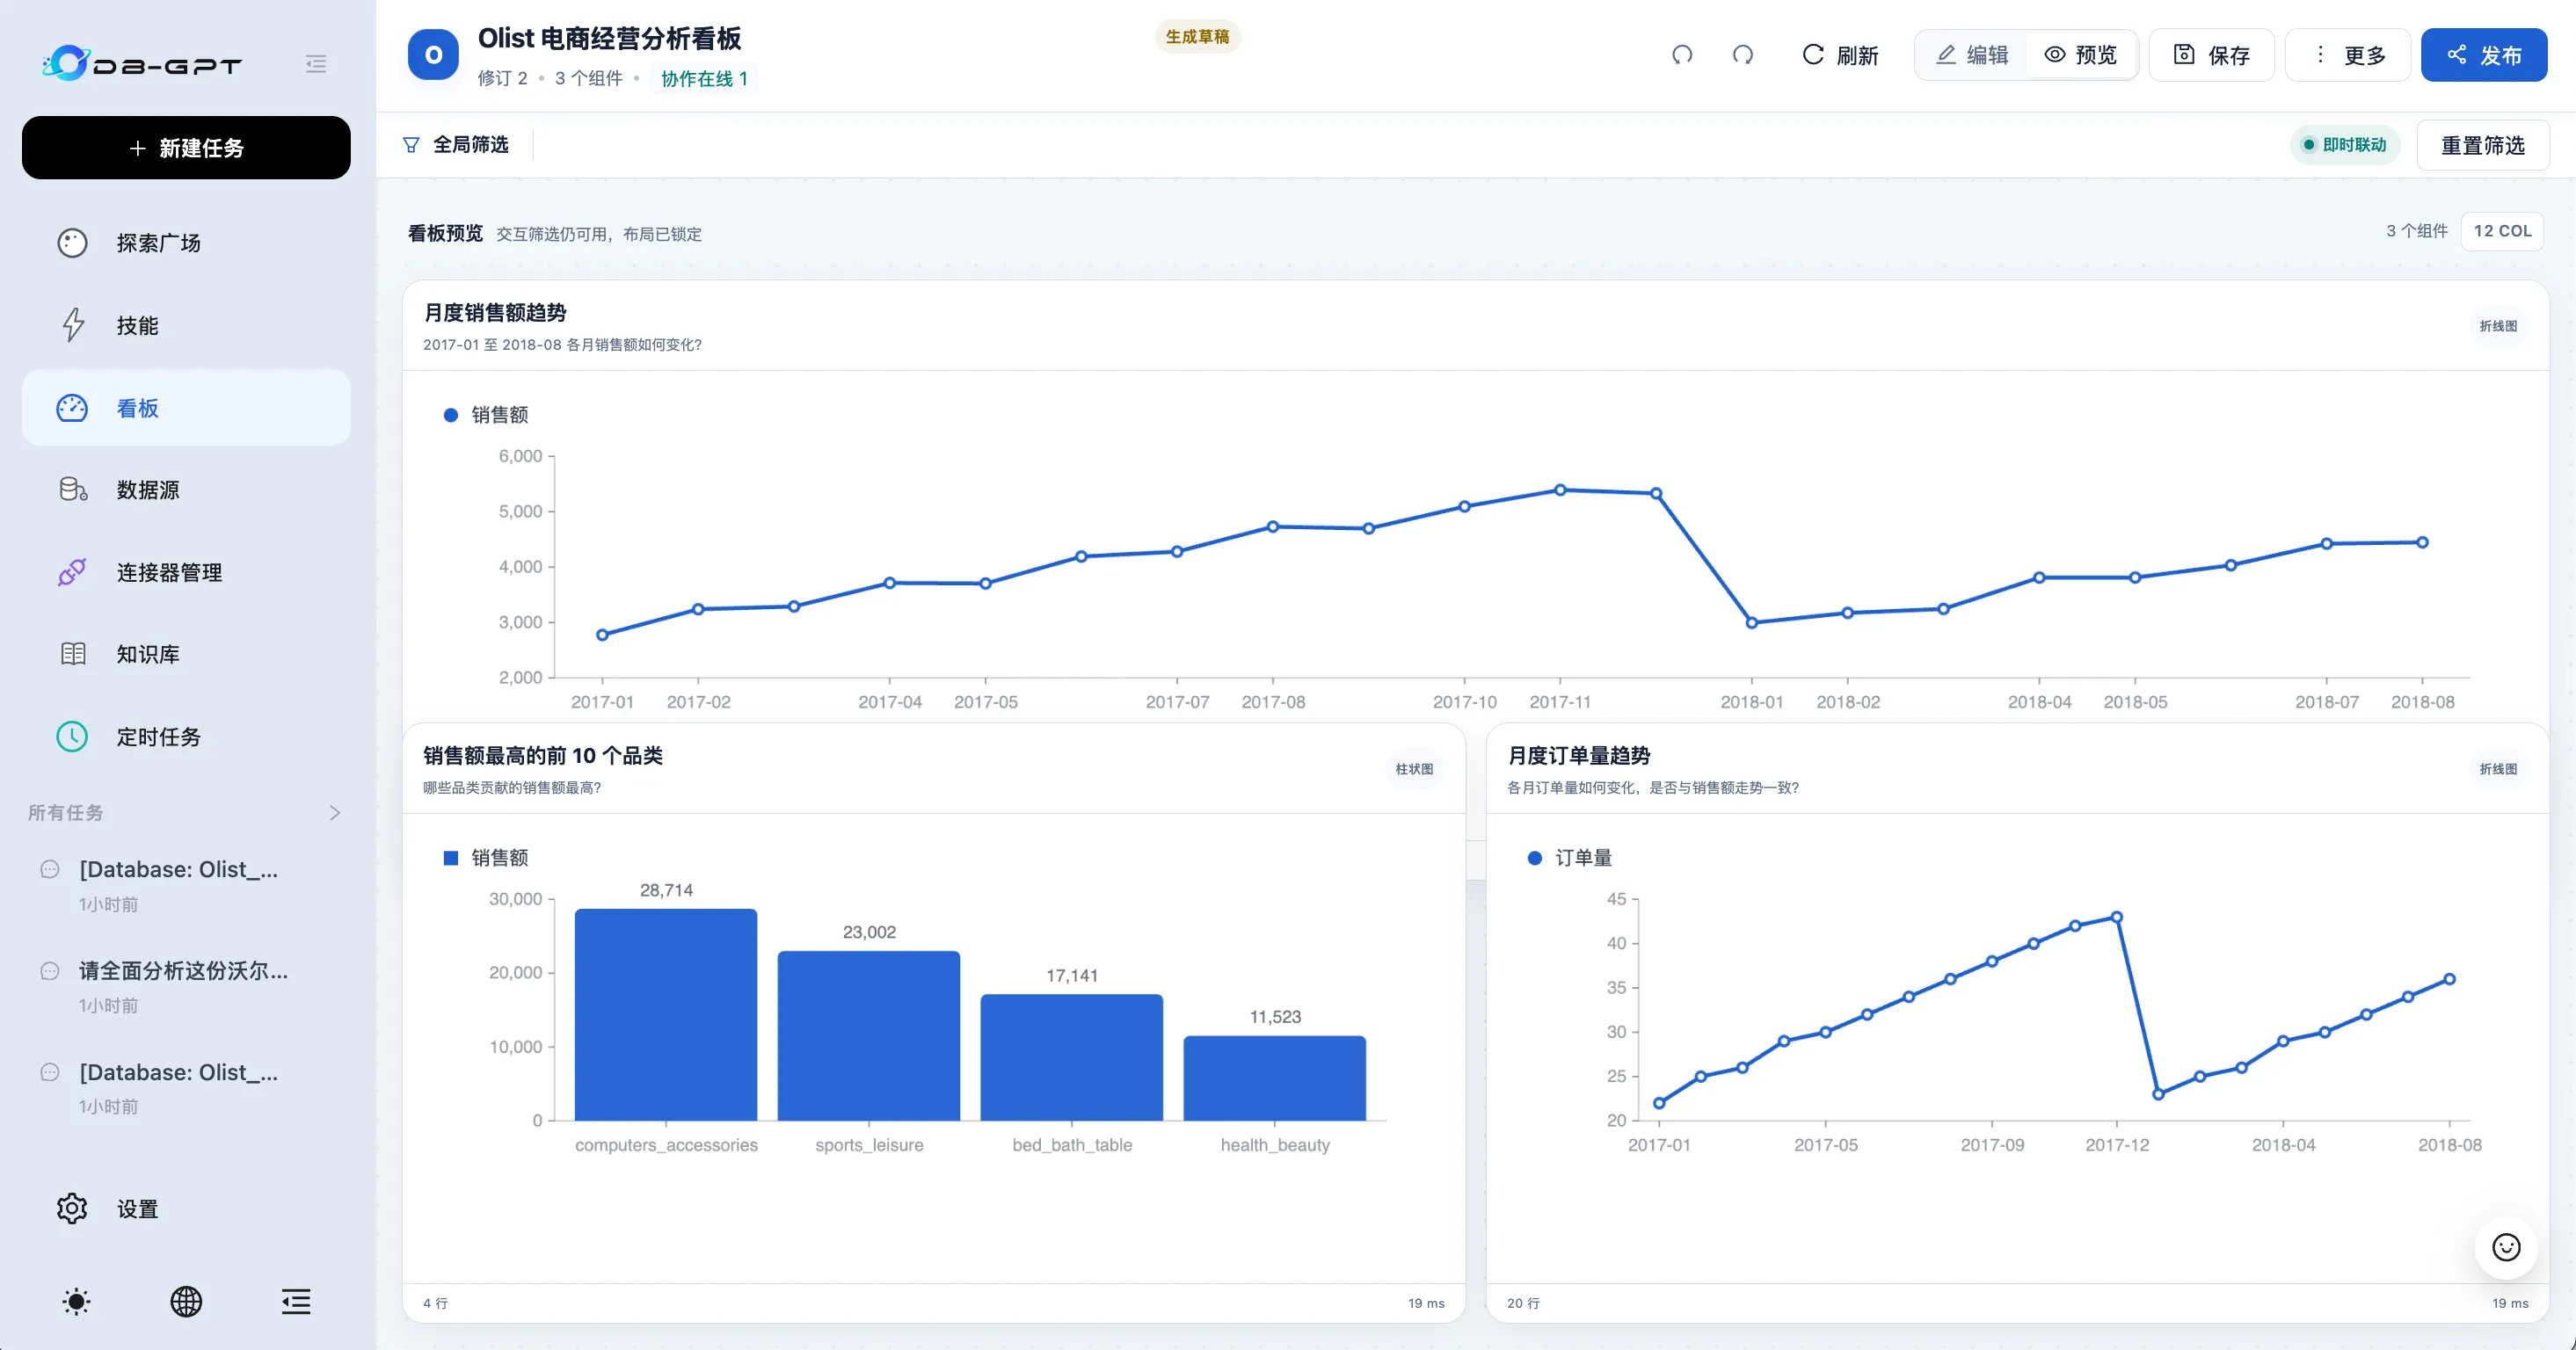 DB-GPT
+ 新建任务
探索广场
技能
看板
数据源
连接器管理
知识库
定时任务
所有任务
[Database: Olist_...
1小时前
请全面分析这份沃尔...
1小时前
[Database: Olist_...
1小时前
设置
O
Olist 电商经营分析看板
修订 2 • 3 个组件 • 协作在线 1
生成草稿
刷新
编辑
预览
保存
更多
发布
全局筛选
即时联动
重置筛选
看板预览 交互筛选仍可用，布局已锁定
3 个组件
12 COL
月度销售额趋势
2017-01 至 2018-08 各月销售额如何变化?
折线图
销售额
6,000
5,000
4,000
3,000
2,000
2017-01 2017-02 2017-04 2017-05 2017-07 2017-08 2017-10 2017-11 2018-01 2018-02 2018-04 2018-05 2018-07 2018-08
销售额最高的前 10 个品类
哪些品类贡献的销售额最高?
柱状图
销售额
30,000
20,000
10,000
0
28,714
23,002
17,141
11,523
computers_accessories sports_leisure bed_bath_table health_beauty
4 行
19 ms
月度订单量趋势
各月订单量如何变化，是否与销售额走势一致?
折线图
订单量
45
40
35
30
25
20
2017-01 2017-05 2017-09 2017-12 2018-04 2018-08
20 行
19 ms